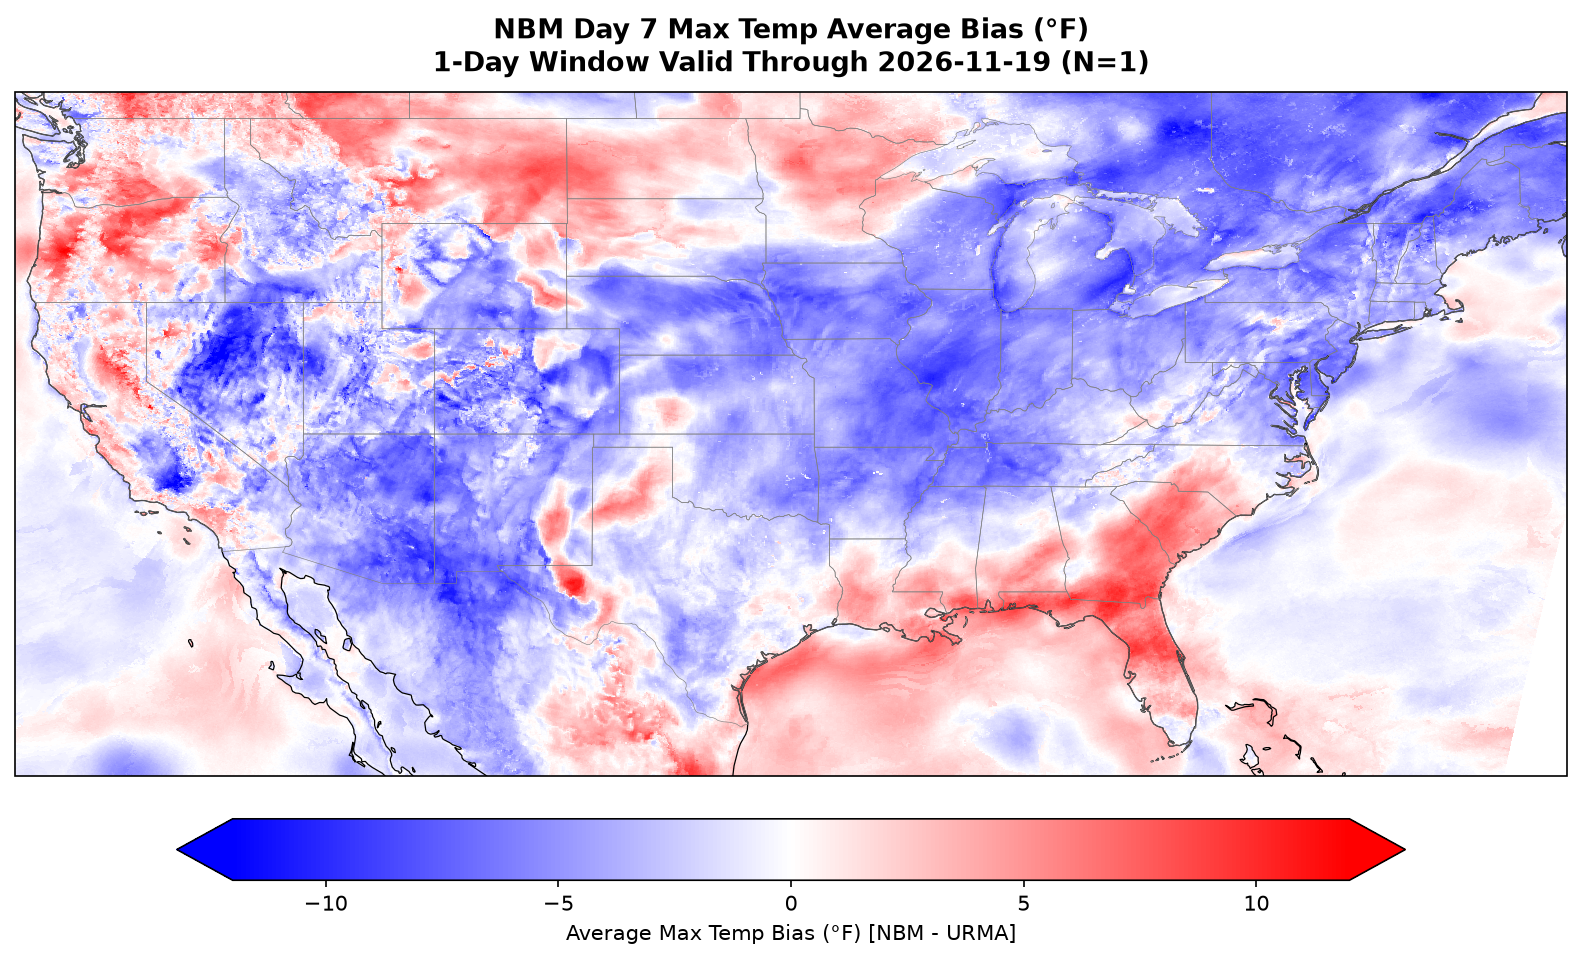 NBM Day 7 Max Temp Average Bias (°F)
1-Day Window Valid Through 2026-11-19 (N=1)
−10 −5 0 5 10
Average Max Temp Bias (°F) [NBM - URMA]